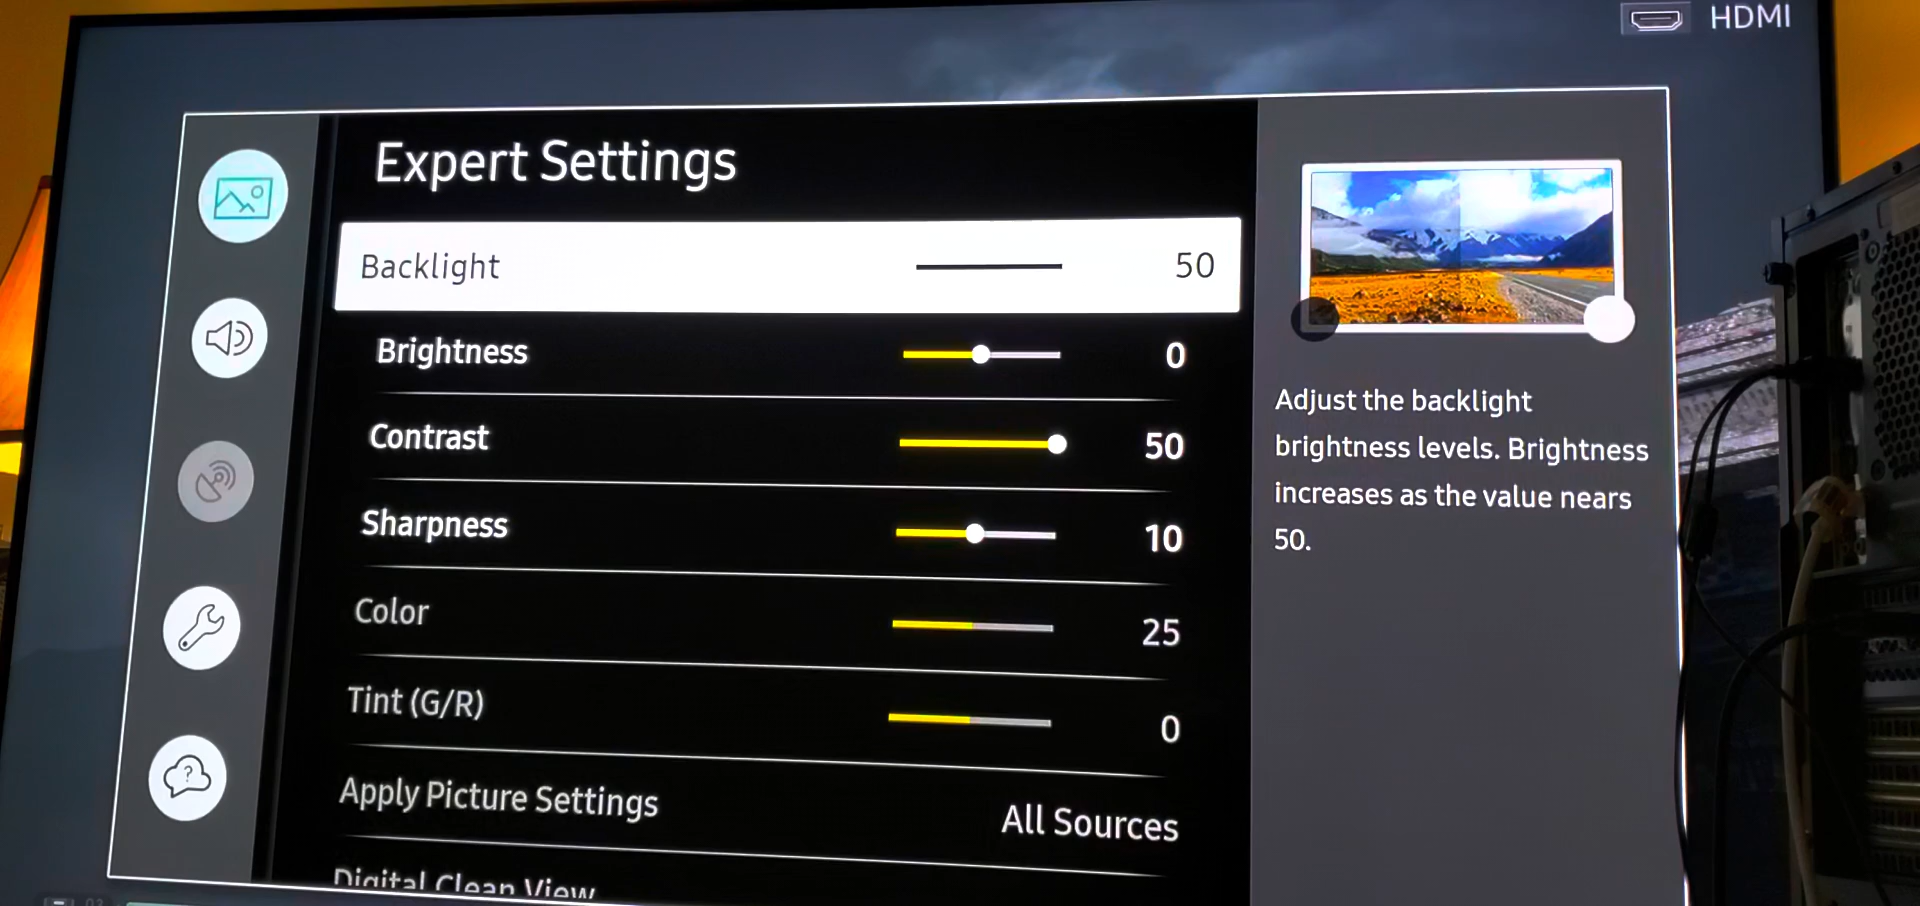 HDMI
Expert Settings
Backlight 50
Brightness 0
Contrast 50
Sharpness 10
Color 25
Tint (G/R) 0
Apply Picture Settings All Sources
Digital Clean View
Adjust the backlight
brightness levels. Brightness
increases as the value nears
50.
?